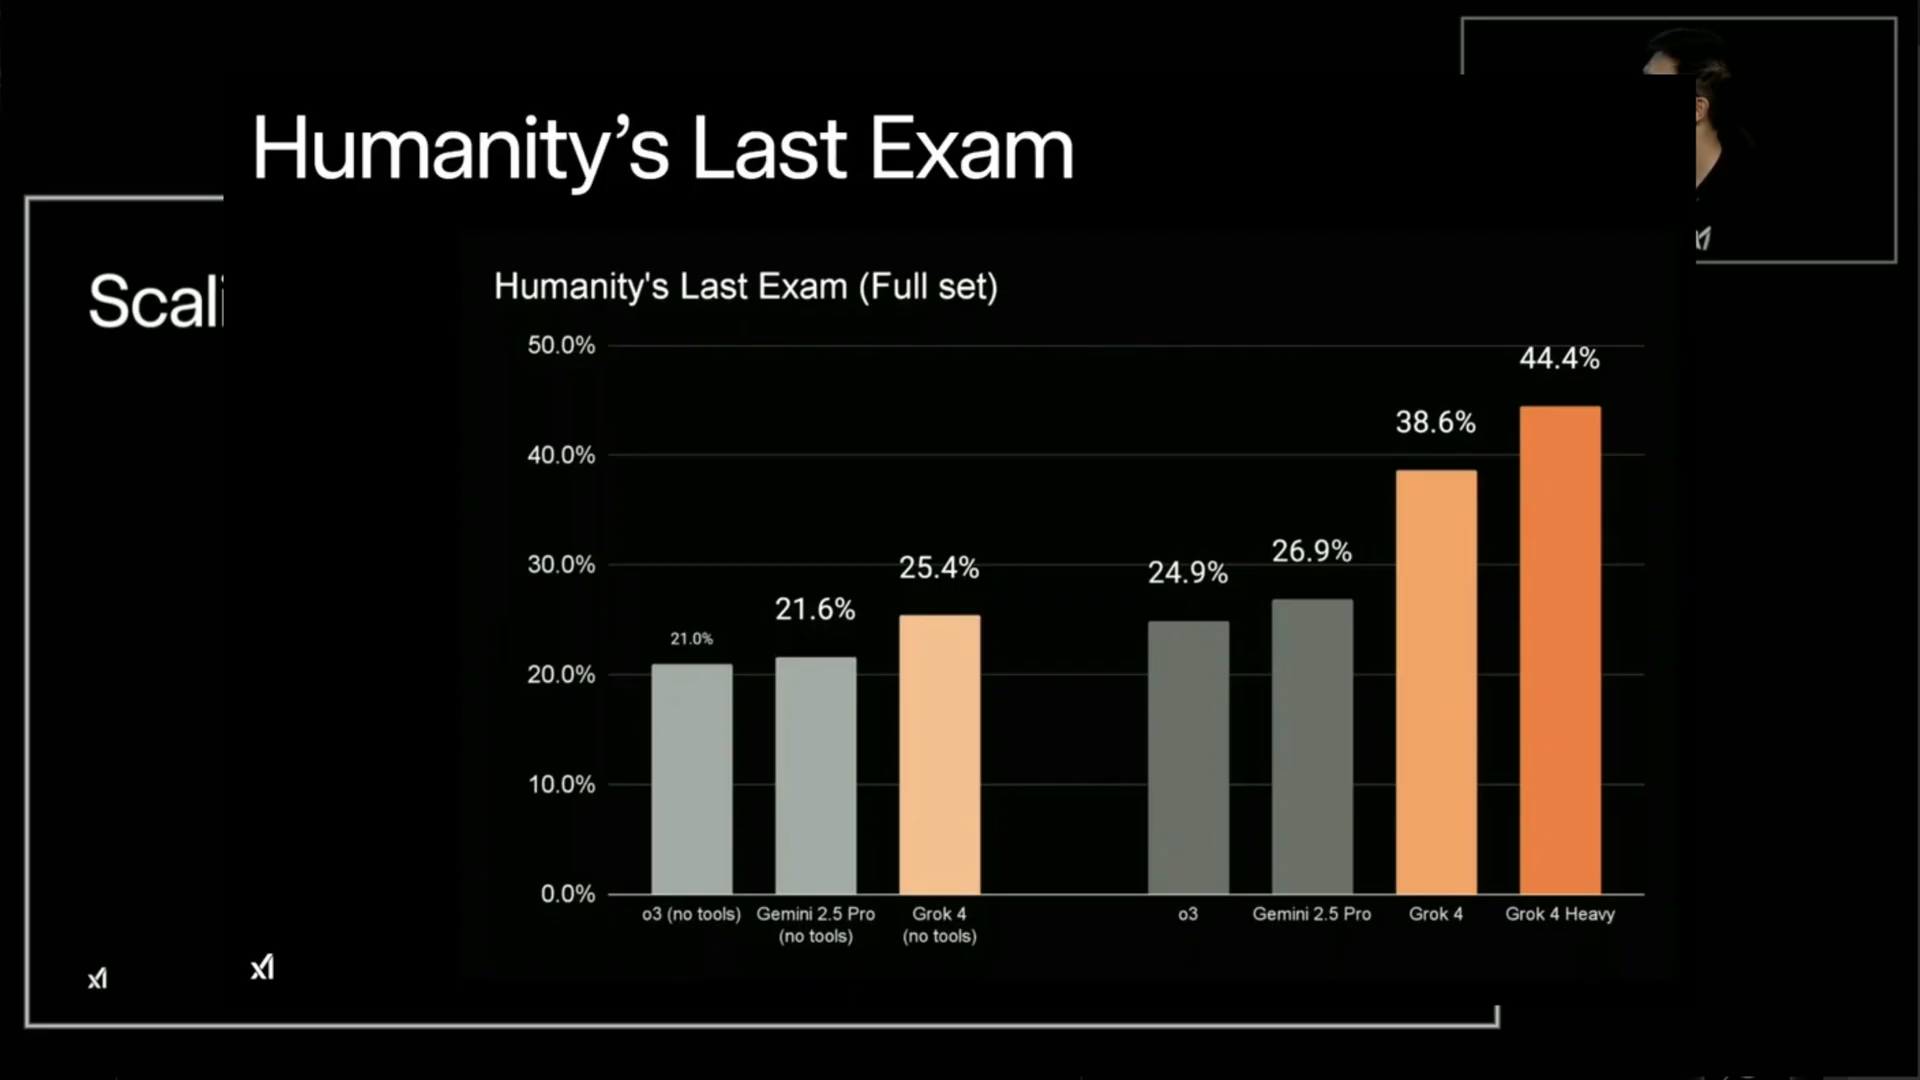 Humanity’s Last Exam
Scali
Humanity's Last Exam (Full set)
50.0%
40.0%
30.0%
20.0%
10.0%
0.0%
21.0%
21.6%
25.4%
24.9%
26.9%
38.6%
44.4%
o3 (no tools)
Gemini 2.5 Pro
(no tools)
Grok 4
(no tools)
o3
Gemini 2.5 Pro
Grok 4
Grok 4 Heavy
xI
xI